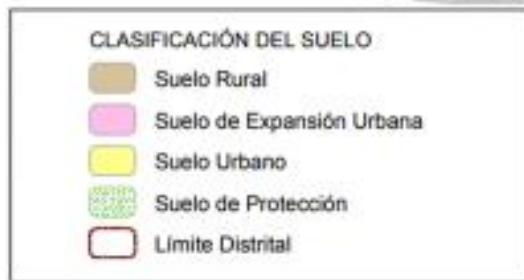 CLASIFICACIÓN DEL SUELO
Suelo Rural
Suelo de Expansión Urbana
Suelo Urbano
Suelo de Protección
Límite Distrital